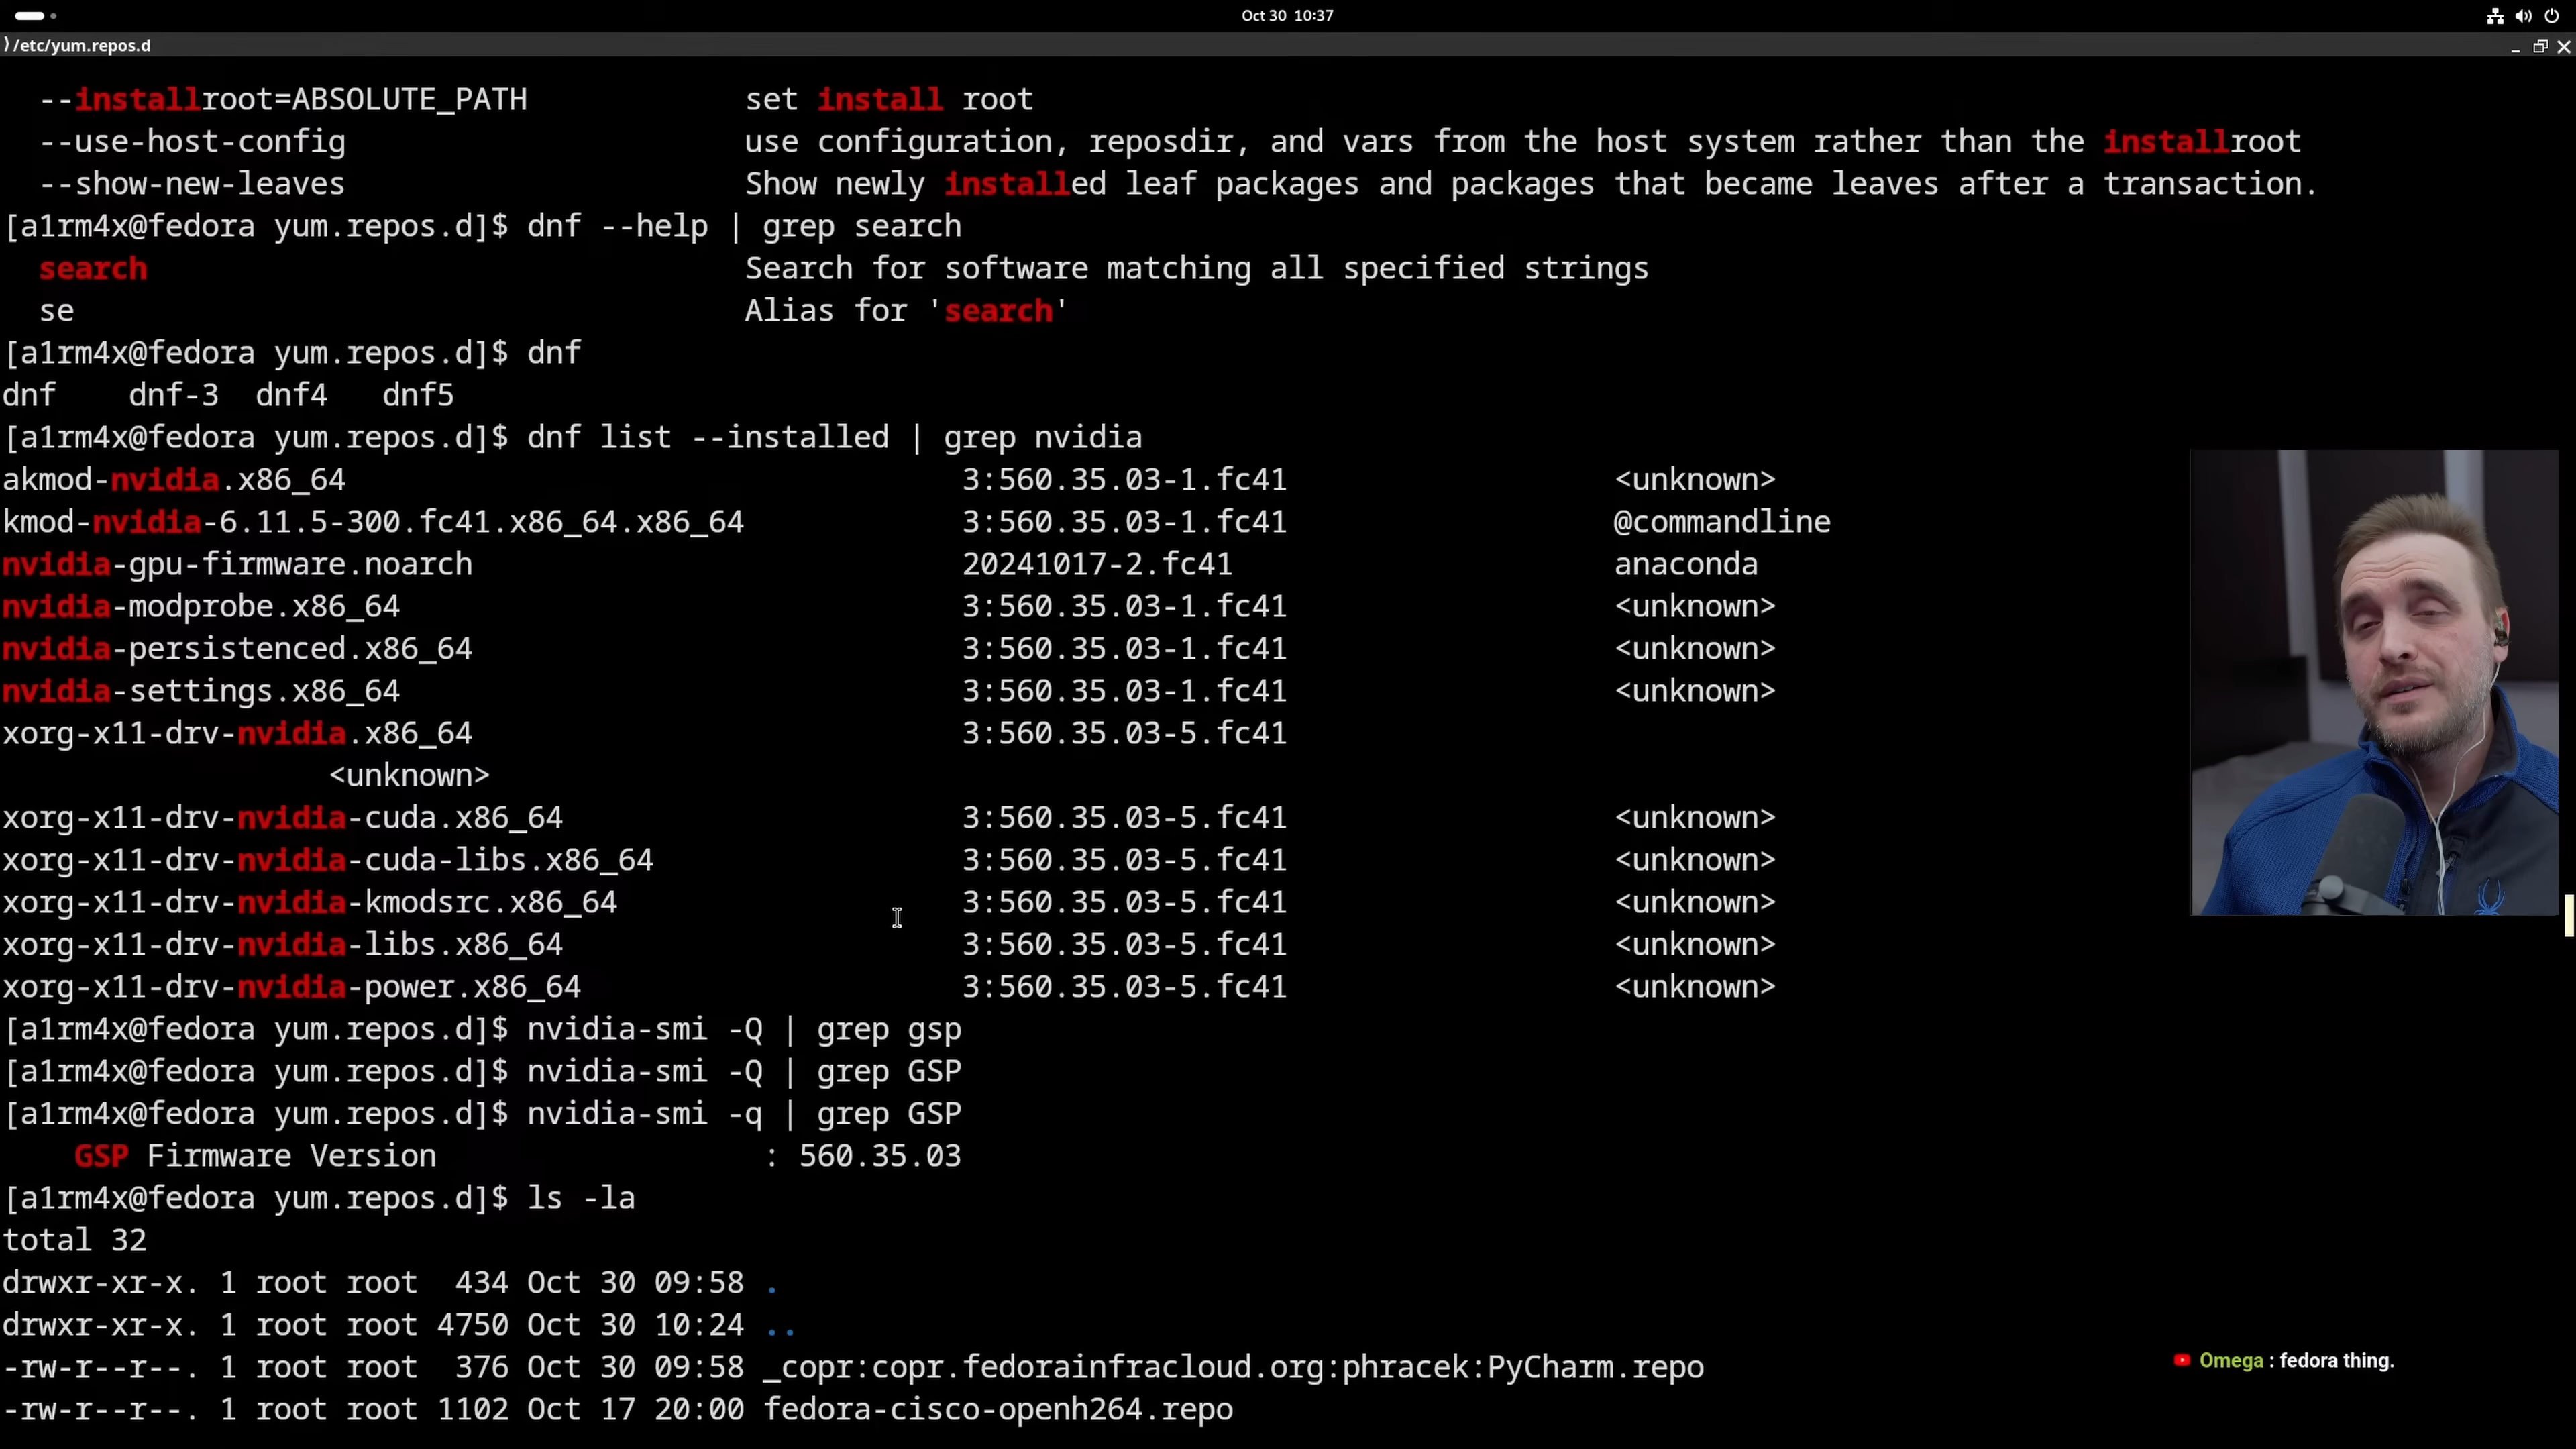 Oct 30 10:37
)/etc/yum.repos.d
--installroot=ABSOLUTE_PATH set install root
--use-host-config use configuration, reposdir, and vars from the host system rather than the installroot
--show-new-leaves Show newly installed leaf packages and packages that became leaves after a transaction.
[a1rm4x@fedora yum.repos.d]$ dnf --help | grep search
search Search for software matching all specified strings
se Alias for 'search'
[a1rm4x@fedora yum.repos.d]$ dnf
dnf dnf-3 dnf4 dnf5
[a1rm4x@fedora yum.repos.d]$ dnf list --installed | grep nvidia
akmod-nvidia.x86_64 3:560.35.03-1.fc41 <unknown>
kmod-nvidia-6.11.5-300.fc41.x86_64.x86_64 3:560.35.03-1.fc41 @commandline
nvidia-gpu-firmware.noarch 20241017-2.fc41 anaconda
nvidia-modprobe.x86_64 3:560.35.03-1.fc41 <unknown>
nvidia-persistenced.x86_64 3:560.35.03-1.fc41 <unknown>
nvidia-settings.x86_64 3:560.35.03-1.fc41 <unknown>
xorg-x11-drv-nvidia.x86_64 3:560.35.03-5.fc41
<unknown>
xorg-x11-drv-nvidia-cuda.x86_64 3:560.35.03-5.fc41 <unknown>
xorg-x11-drv-nvidia-cuda-libs.x86_64 3:560.35.03-5.fc41 <unknown>
xorg-x11-drv-nvidia-kmodsrc.x86_64 3:560.35.03-5.fc41 <unknown>
xorg-x11-drv-nvidia-libs.x86_64 3:560.35.03-5.fc41 <unknown>
xorg-x11-drv-nvidia-power.x86_64 3:560.35.03-5.fc41 <unknown>
[a1rm4x@fedora yum.repos.d]$ nvidia-smi -Q | grep gsp
[a1rm4x@fedora yum.repos.d]$ nvidia-smi -Q | grep GSP
[a1rm4x@fedora yum.repos.d]$ nvidia-smi -q | grep GSP
GSP Firmware Version : 560.35.03
[a1rm4x@fedora yum.repos.d]$ ls -la
total 32
drwxr-xr-x. 1 root root 434 Oct 30 09:58 .
drwxr-xr-x. 1 root root 4750 Oct 30 10:24 ..
-rw-r--r--. 1 root root 376 Oct 30 09:58 _copr:copr.fedorainfracloud.org:phracek:PyCharm.repo
-rw-r--r--. 1 root root 1102 Oct 17 20:00 fedora-cisco-openh264.repo
Omega : fedora thing.